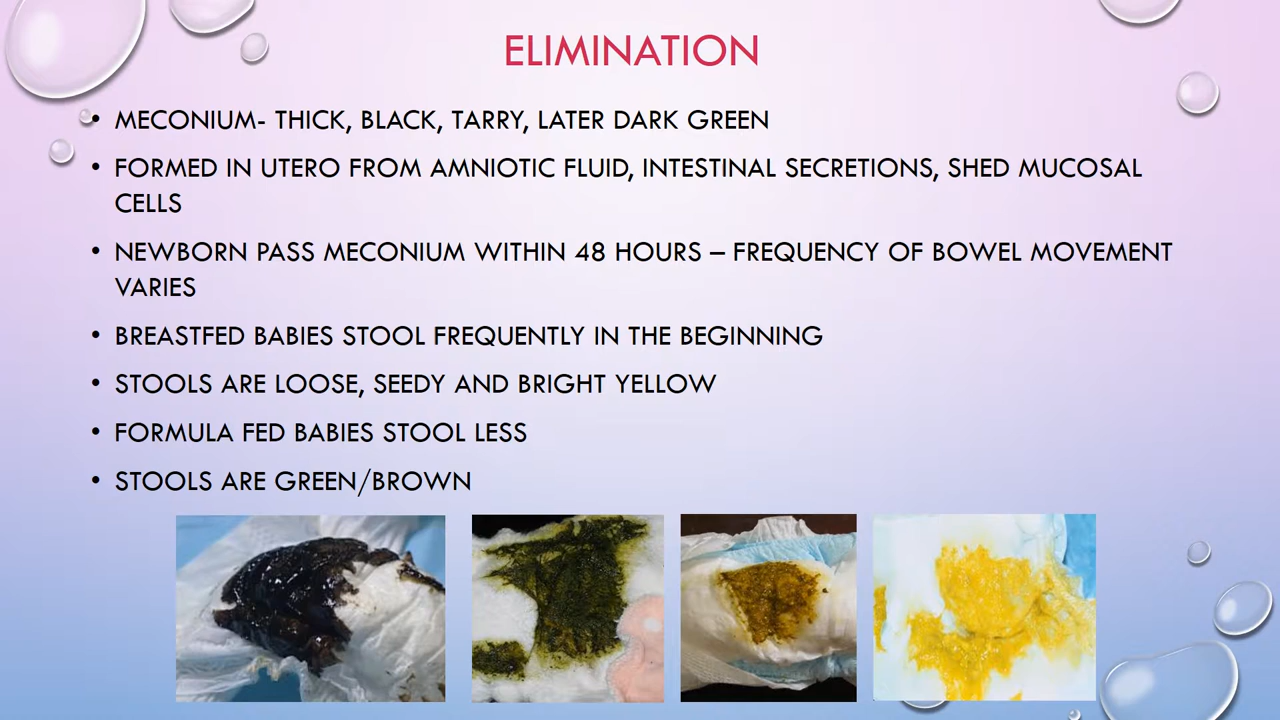 ELIMINATION
• MECONIUM- THICK, BLACK, TARRY, LATER DARK GREEN
• FORMED IN UTERO FROM AMNIOTIC FLUID, INTESTINAL SECRETIONS, SHED MUCOSAL
CELLS
• NEWBORN PASS MECONIUM WITHIN 48 HOURS – FREQUENCY OF BOWEL MOVEMENT
VARIES
• BREASTFED BABIES STOOL FREQUENTLY IN THE BEGINNING
• STOOLS ARE LOOSE, SEEDY AND BRIGHT YELLOW
• FORMULA FED BABIES STOOL LESS
• STOOLS ARE GREEN/BROWN